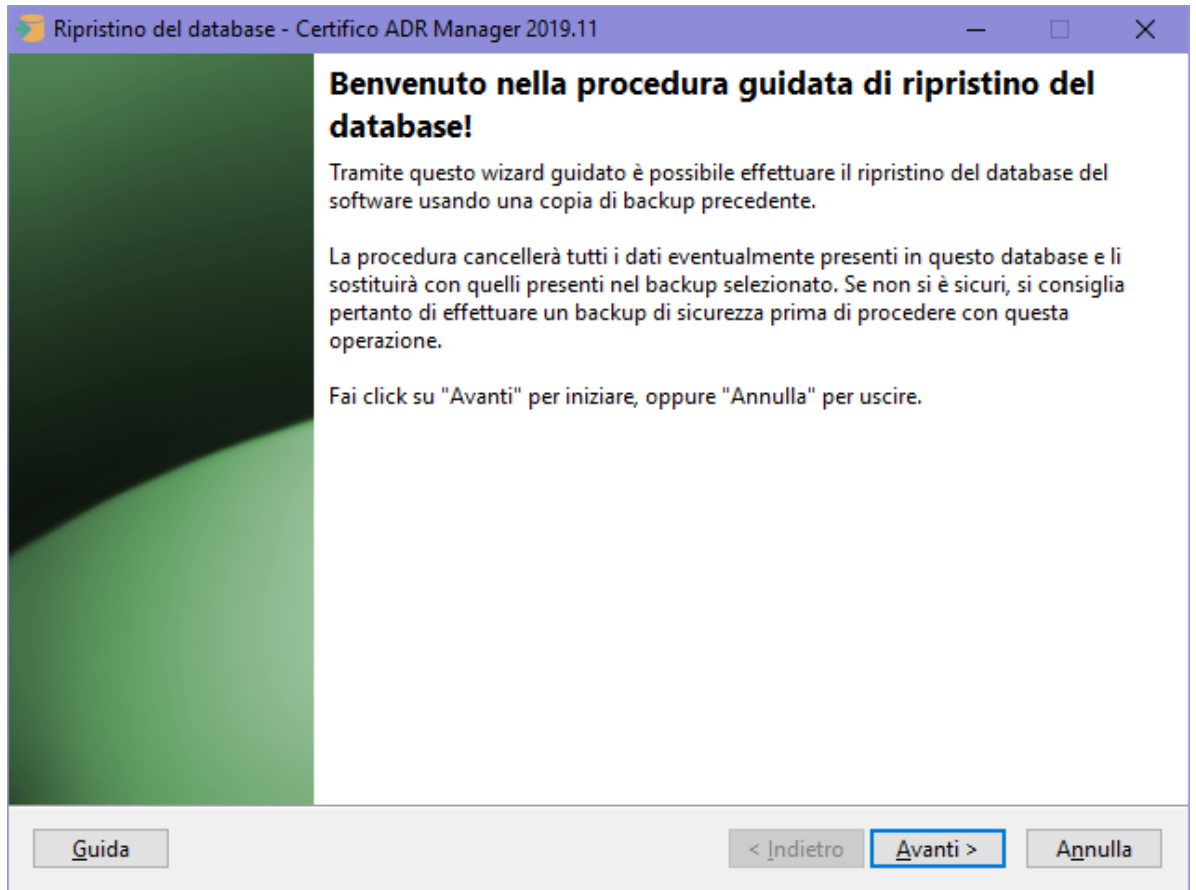 Ripristino del database - Certifico ADR Manager 2019.11
Benvenuto nella procedura guidata di ripristino del
database!
Tramite questo wizard guidato è possibile effettuare il ripristino del database del
software usando una copia di backup precedente.
La procedura cancellerà tutti i dati eventualmente presenti in questo database e li
sostituirà con quelli presenti nel backup selezionato. Se non si è sicuri, si consiglia
pertanto di effettuare un backup di sicurezza prima di procedere con questa
operazione.
Fai click su "Avanti" per iniziare, oppure "Annulla" per uscire.
Guida < Indietro Avanti > Annulla